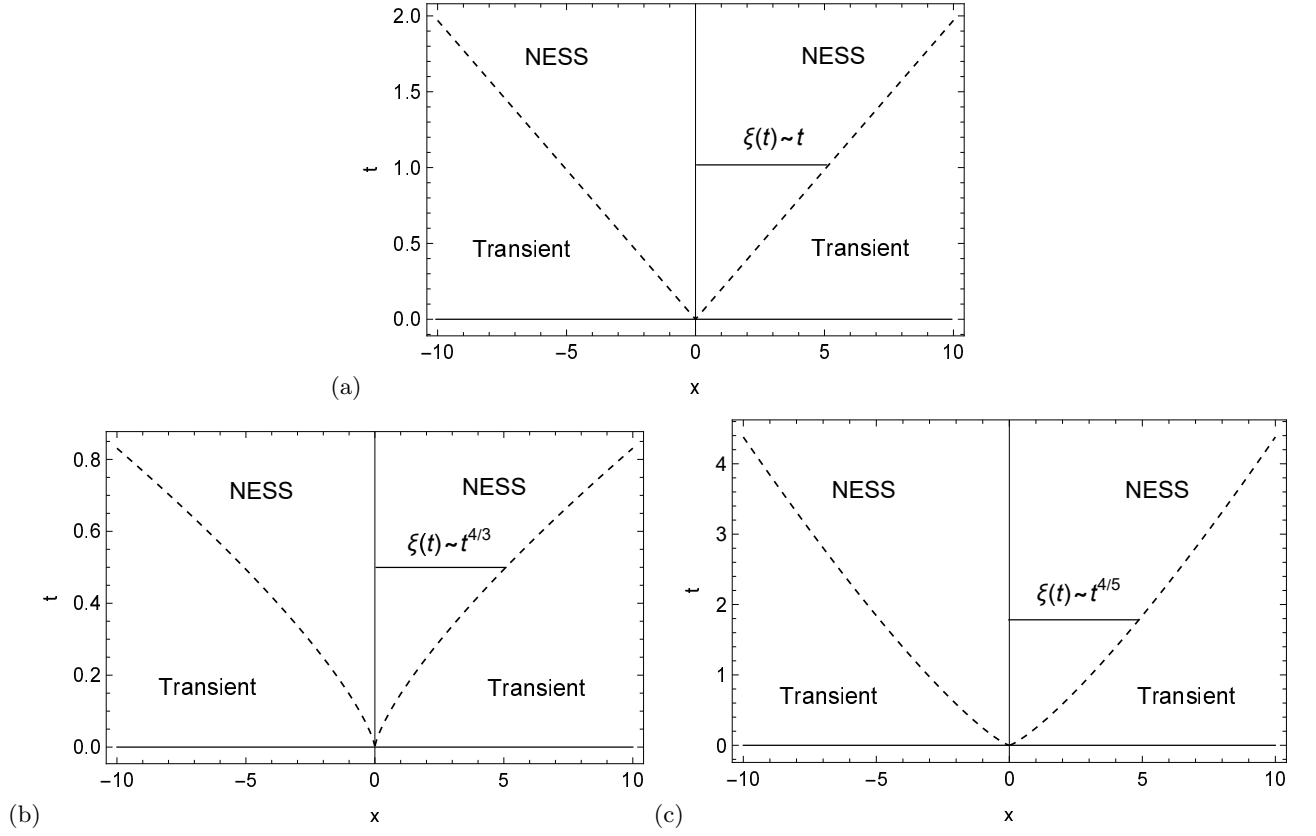 2.0
NESS
NESS
1.5
ξ(t)~t
t
1.0
0.5
Transient
Transient
0.0
−10
−5
0
5
10
(a)
x
0.8
NESS
NESS
0.6
ξ(t)~t^4/3
t
0.4
0.2
Transient
Transient
0.0
−10
−5
0
5
10
(b)
x
4
NESS
NESS
3
ξ(t)~t^4/5
t
2
1
Transient
Transient
0
−10
−5
0
5
10
(c)
x